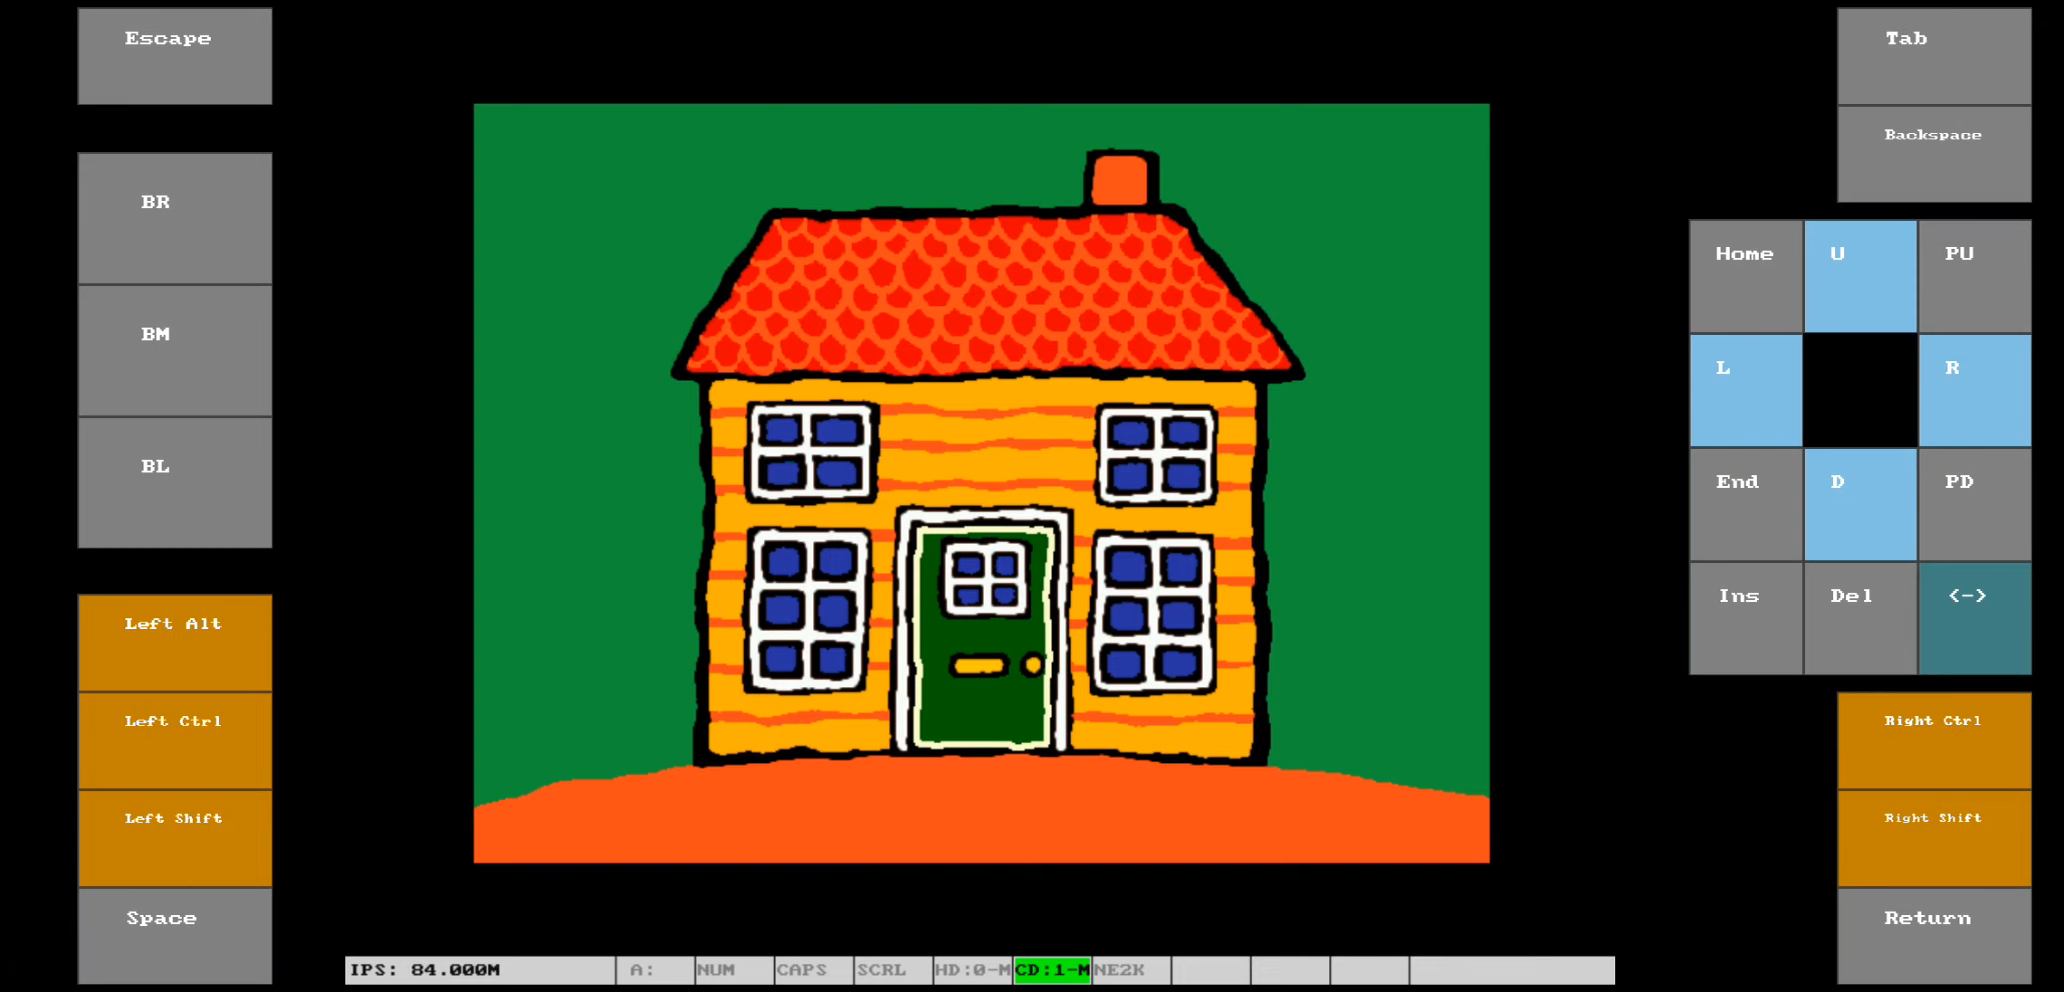 Escape
BR
BM
BL
Left Alt
Left Ctrl
Left Shift
Space
Tab
Backspace
Home U PU
L R
End D PD
Ins Del <->
Right Ctrl
Right Shift
Return
IPS: 84.000M A: NUM CAPS SCRL HD:0-M CD:1-M NE2K